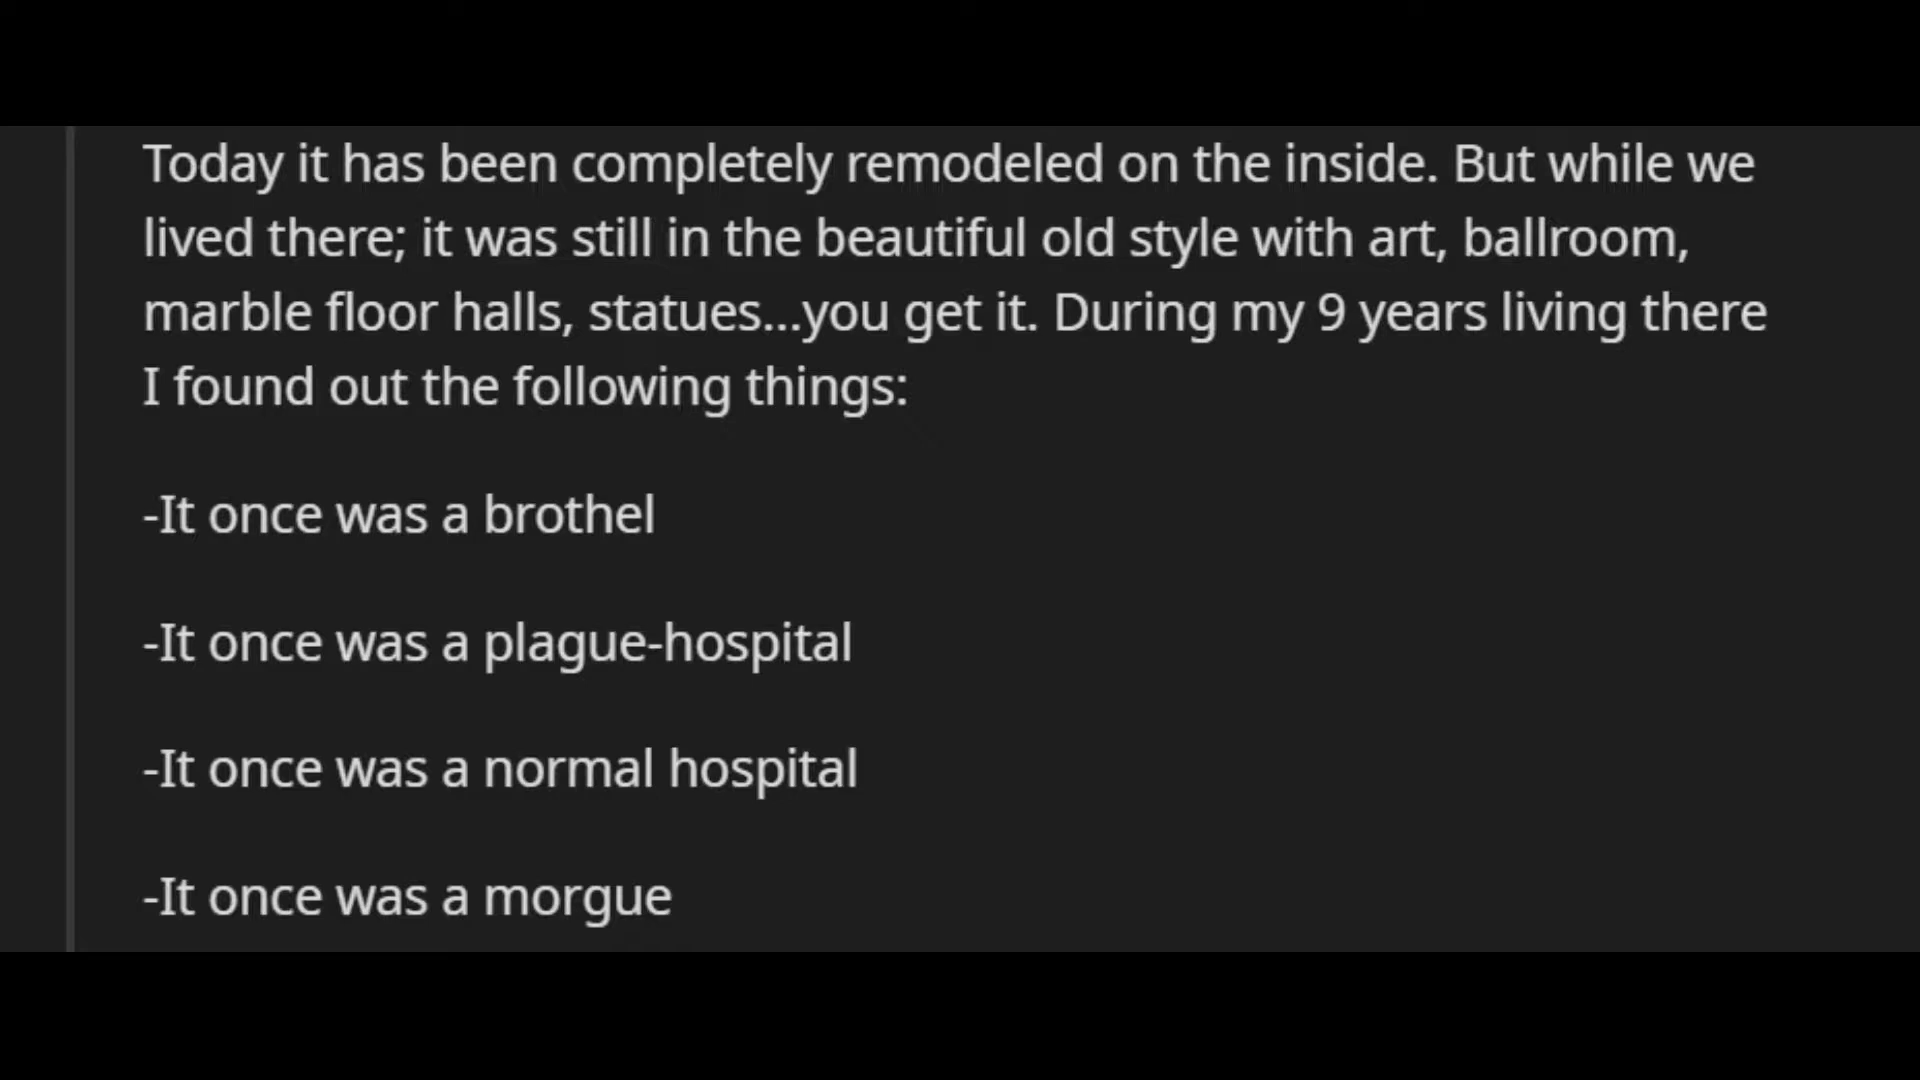 Today it has been completely remodeled on the inside. But while we
lived there; it was still in the beautiful old style with art, ballroom,
marble floor halls, statues...you get it. During my 9 years living there
I found out the following things:
-It once was a brothel
-It once was a plague-hospital
-It once was a normal hospital
-It once was a morgue